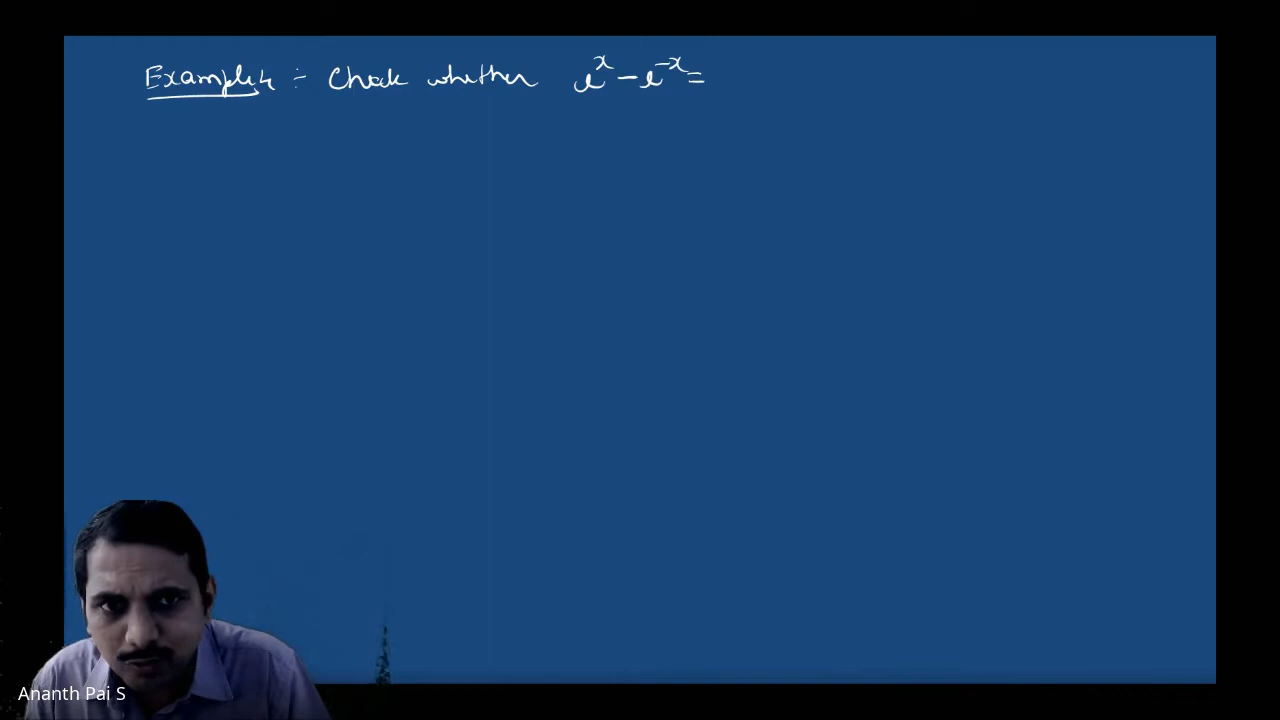 Example :- Check whether e^x - e^-x =
Ananth Pai S